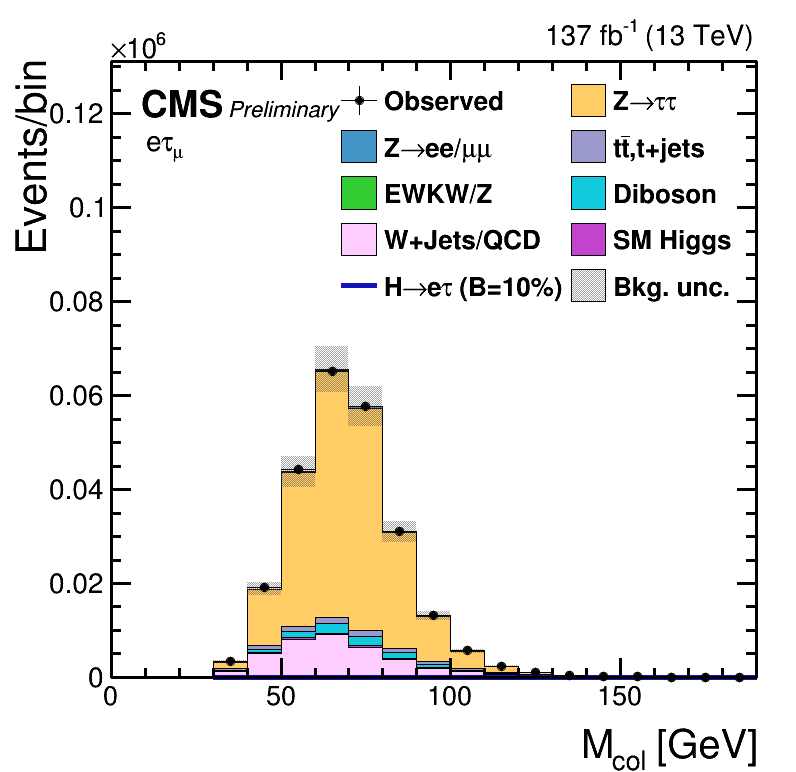 ×10⁶
137 fb⁻¹ (13 TeV)
Events/bin
CMS Preliminary
eτμ
Observed
Z→ττ
Z→ee/μμ
tt̄,t+jets
EWKW/Z
Diboson
W+Jets/QCD
SM Higgs
H→eτ (B=10%)
Bkg. unc.
0.12
0.1
0.08
0.06
0.04
0.02
0
0 50 100 150
Mcol [GeV]